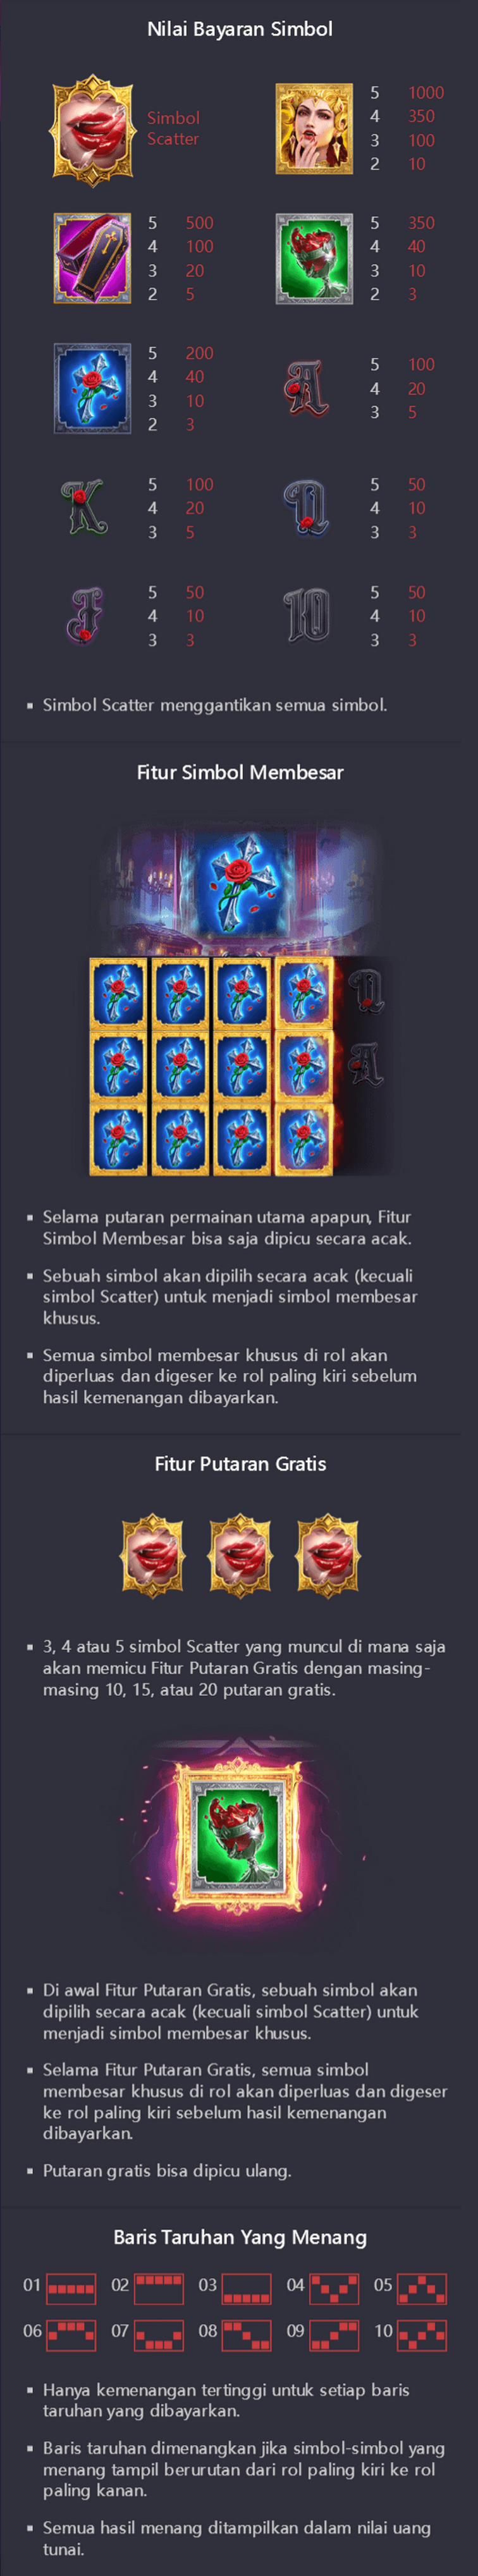 Nilai Bayaran Simbol
Simbol
Scatter
5 1000
4 350
3 100
2 10
5 500
4 100
3 20
2 5
5 350
4 40
3 10
2 3
5 200
4 40
3 10
2 3
A
5 100
4 20
3 5
K
5 100
4 20
3 5
Q
5 50
4 10
3 3
J
5 50
4 10
3 3
10
5 50
4 10
3 3
▪ Simbol Scatter menggantikan semua simbol.
Fitur Simbol Membesar
Q
A
▪ Selama putaran permainan utama apapun, Fitur
Simbol Membesar bisa saja dipicu secara acak.
▪ Sebuah simbol akan dipilih secara acak (kecuali
simbol Scatter) untuk menjadi simbol membesar
khusus.
▪ Semua simbol membesar khusus di rol akan
diperluas dan digeser ke rol paling kiri sebelum
hasil kemenangan dibayarkan.
Fitur Putaran Gratis
▪ 3, 4 atau 5 simbol Scatter yang muncul di mana saja
akan memicu Fitur Putaran Gratis dengan masing-
masing 10, 15, atau 20 putaran gratis.
▪ Di awal Fitur Putaran Gratis, sebuah simbol akan
dipilih secara acak (kecuali simbol Scatter) untuk
menjadi simbol membesar khusus.
▪ Selama Fitur Putaran Gratis, semua simbol
membesar khusus di rol akan diperluas dan digeser
ke rol paling kiri sebelum hasil kemenangan
dibayarkan.
▪ Putaran gratis bisa dipicu ulang.
Baris Taruhan Yang Menang
01 02 03 04 05
06 07 08 09 10
▪ Hanya kemenangan tertinggi untuk setiap baris
taruhan yang dibayarkan.
▪ Baris taruhan dimenangkan jika simbol-simbol yang
menang tampil berurutan dari rol paling kiri ke rol
paling kanan.
▪ Semua hasil menang ditampilkan dalam nilai uang
tunai.